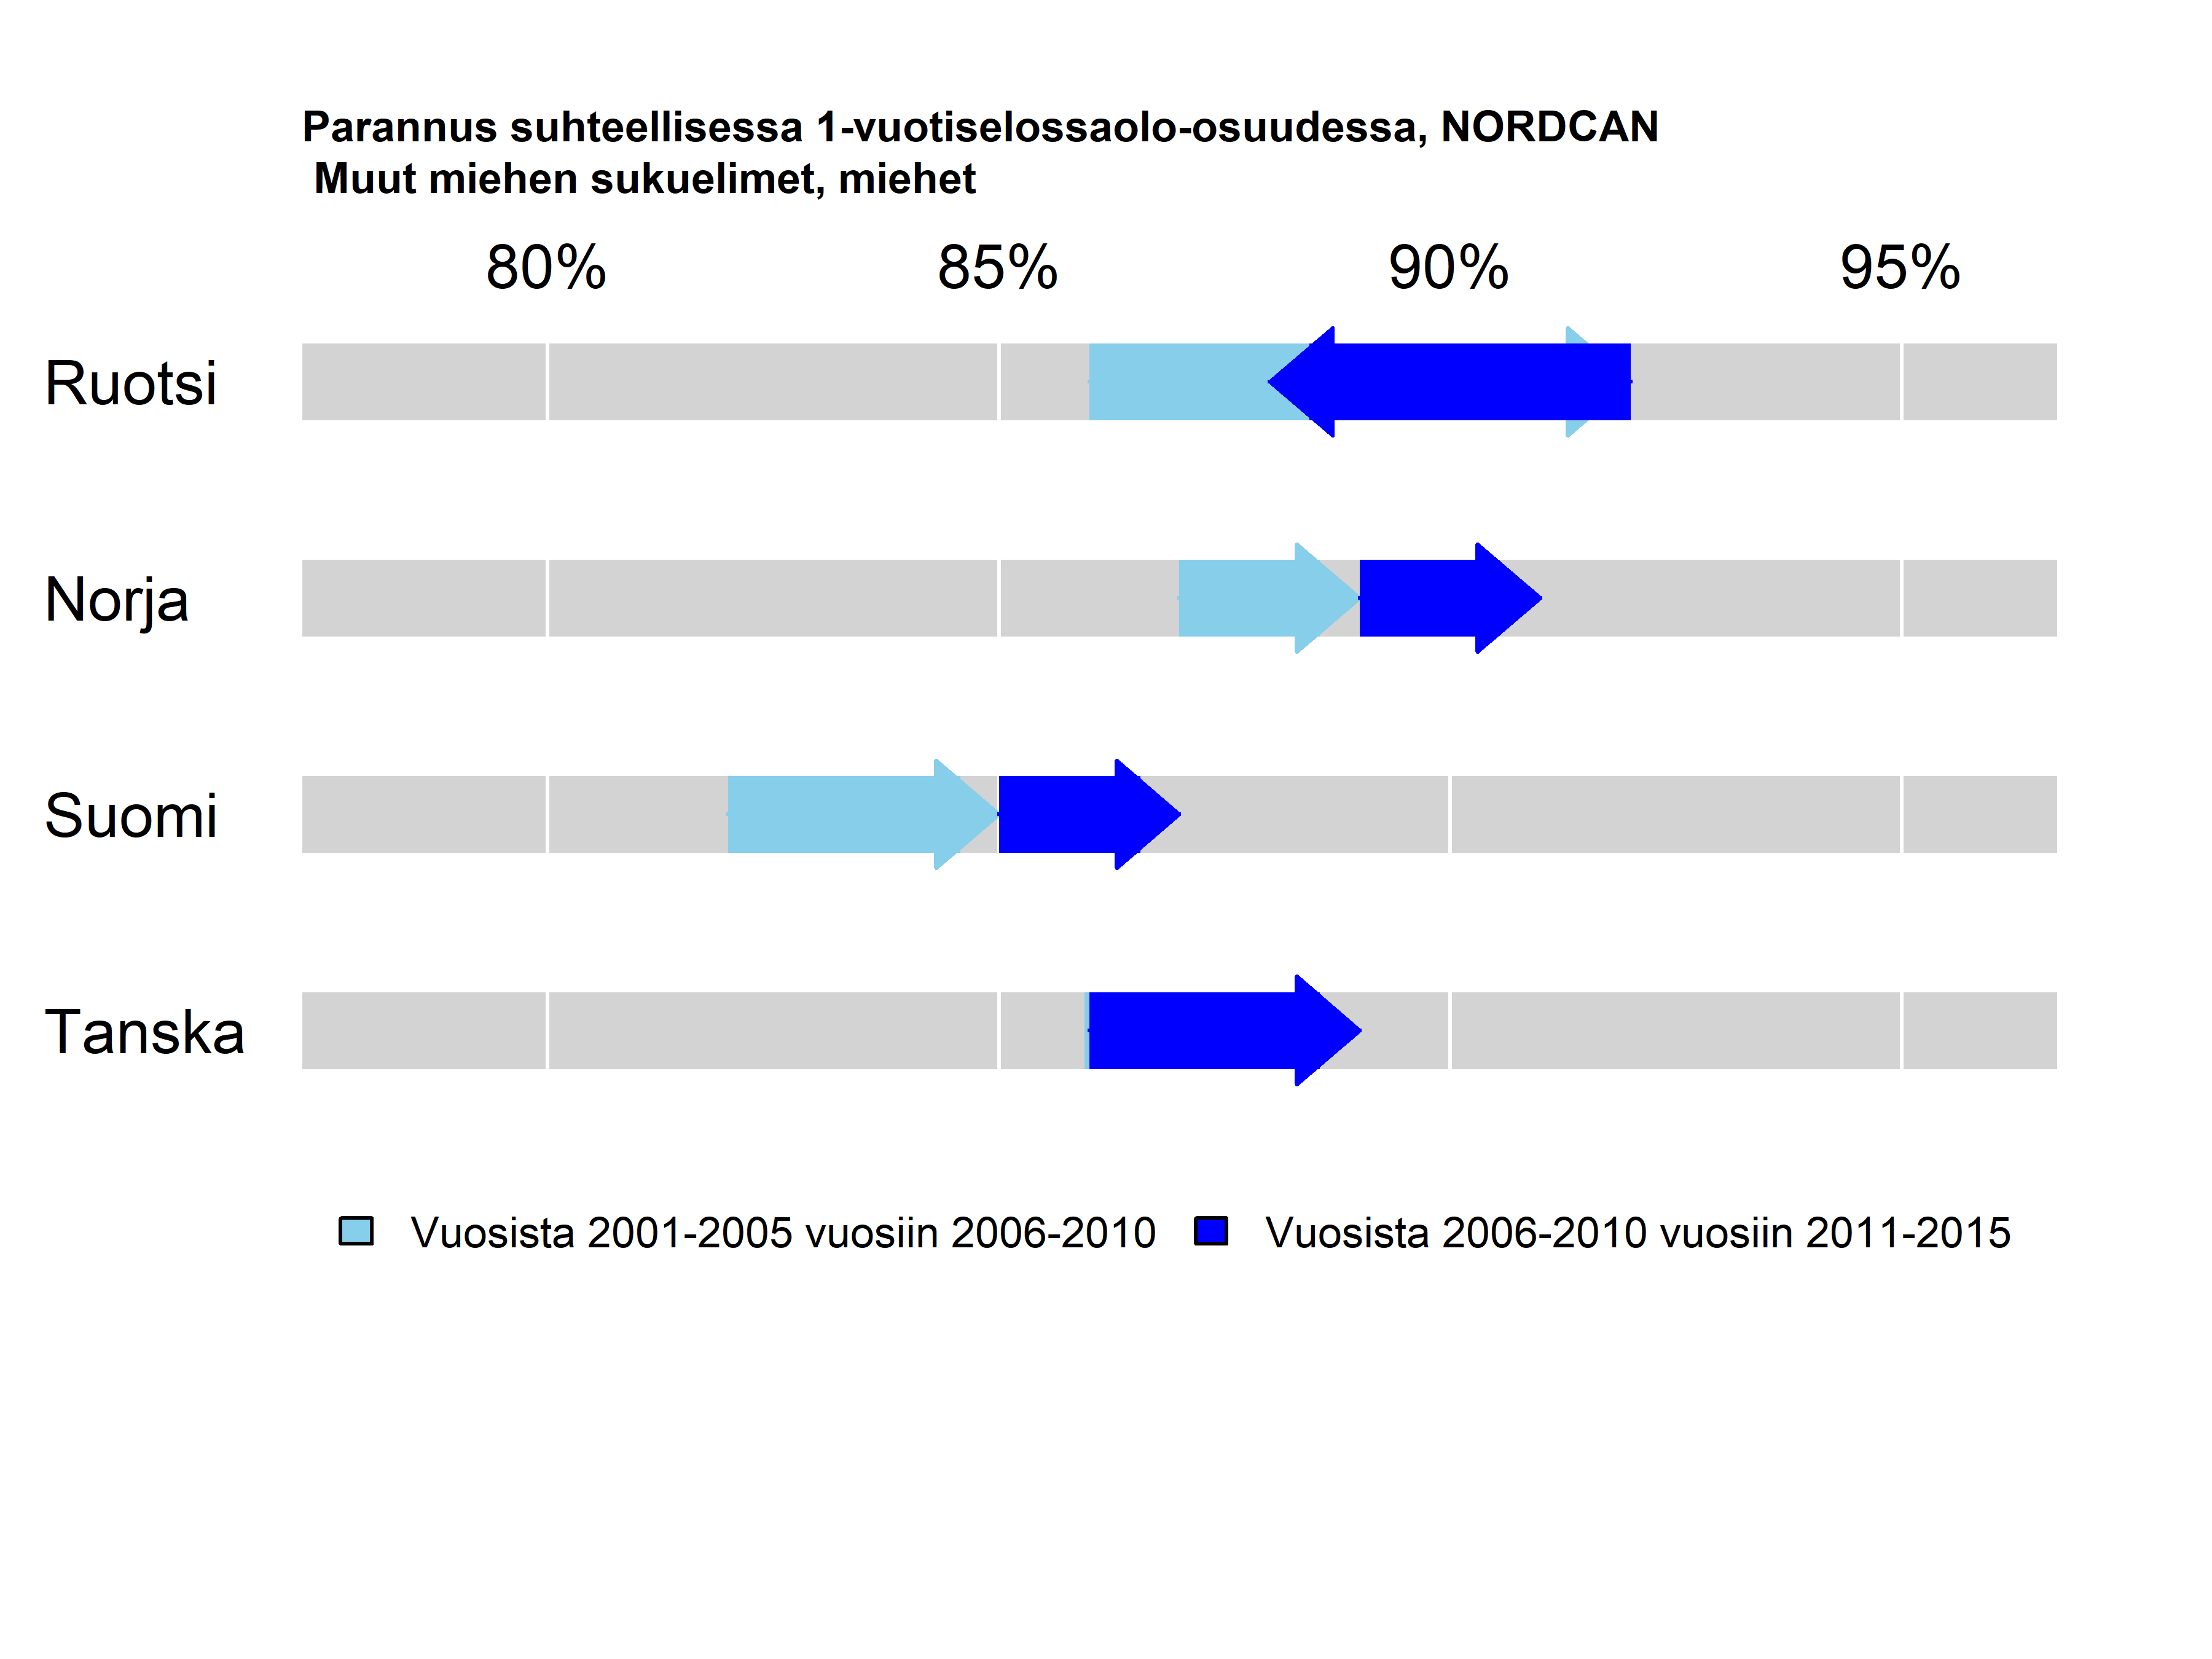 Parannus suhteellisessa 1-vuotiselossaolo-osuudessa, NORDCAN
Muut miehen sukuelimet, miehet
80% 85% 90% 95%
Ruotsi
Norja
Suomi
Tanska
Vuosista 2001-2005 vuosiin 2006-2010 Vuosista 2006-2010 vuosiin 2011-2015